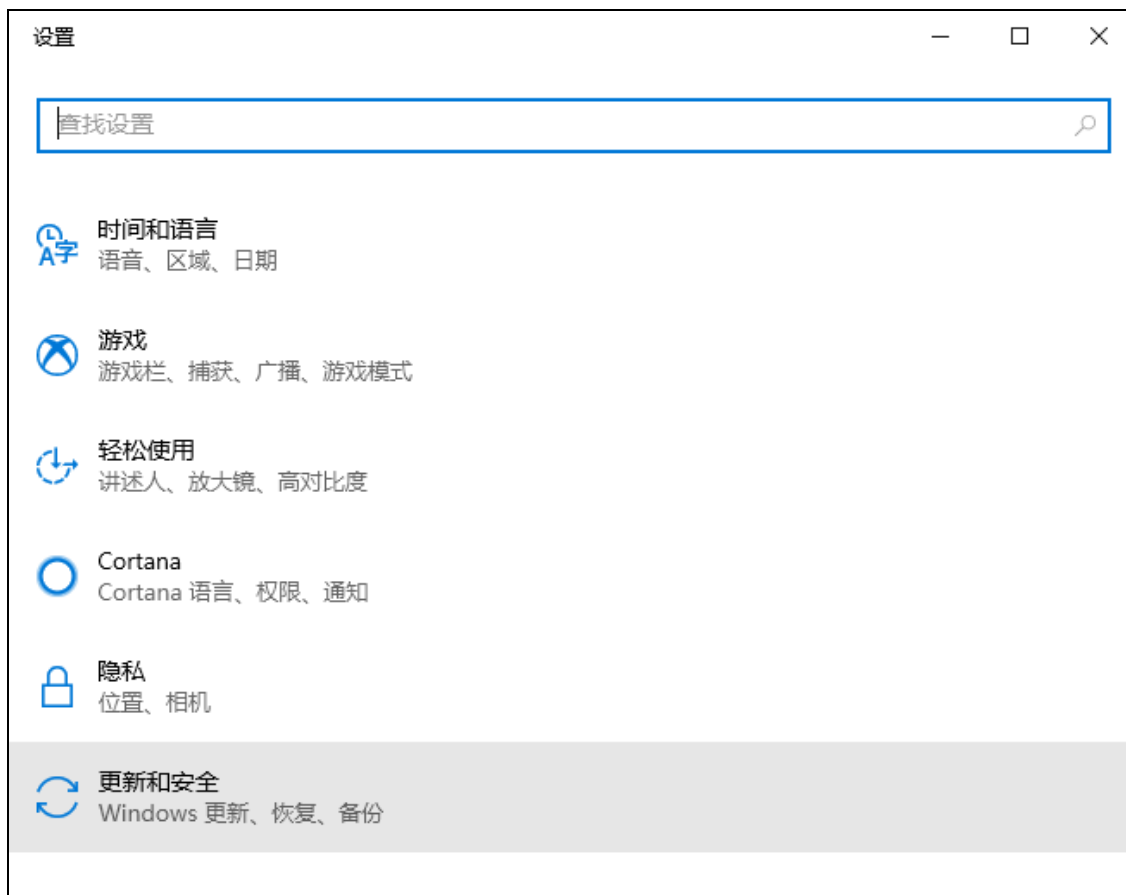 设置
查找设置
时间和语言
语音、区域、日期
游戏
游戏栏、捕获、广播、游戏模式
轻松使用
讲述人、放大镜、高对比度
Cortana
Cortana 语言、权限、通知
隐私
位置、相机
更新和安全
Windows 更新、恢复、备份